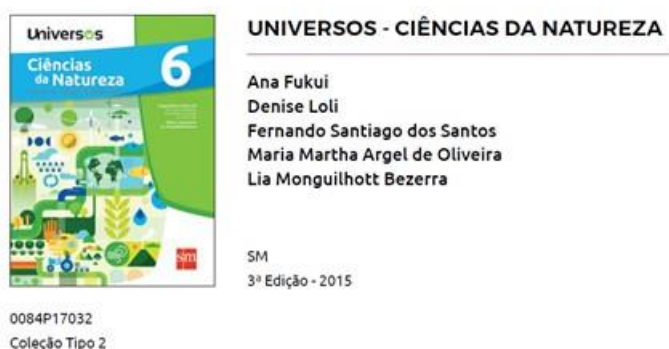 Universos
Ciências
da Natureza
6
sm
UNIVERSOS - CIÊNCIAS DA NATUREZA
Ana Fukui
Denise Loli
Fernando Santiago dos Santos
Maria Martha Argel de Oliveira
Lia Monguilhott Bezerra
SM
3ª Edição - 2015
0084P17032
Coleção Tipo 2